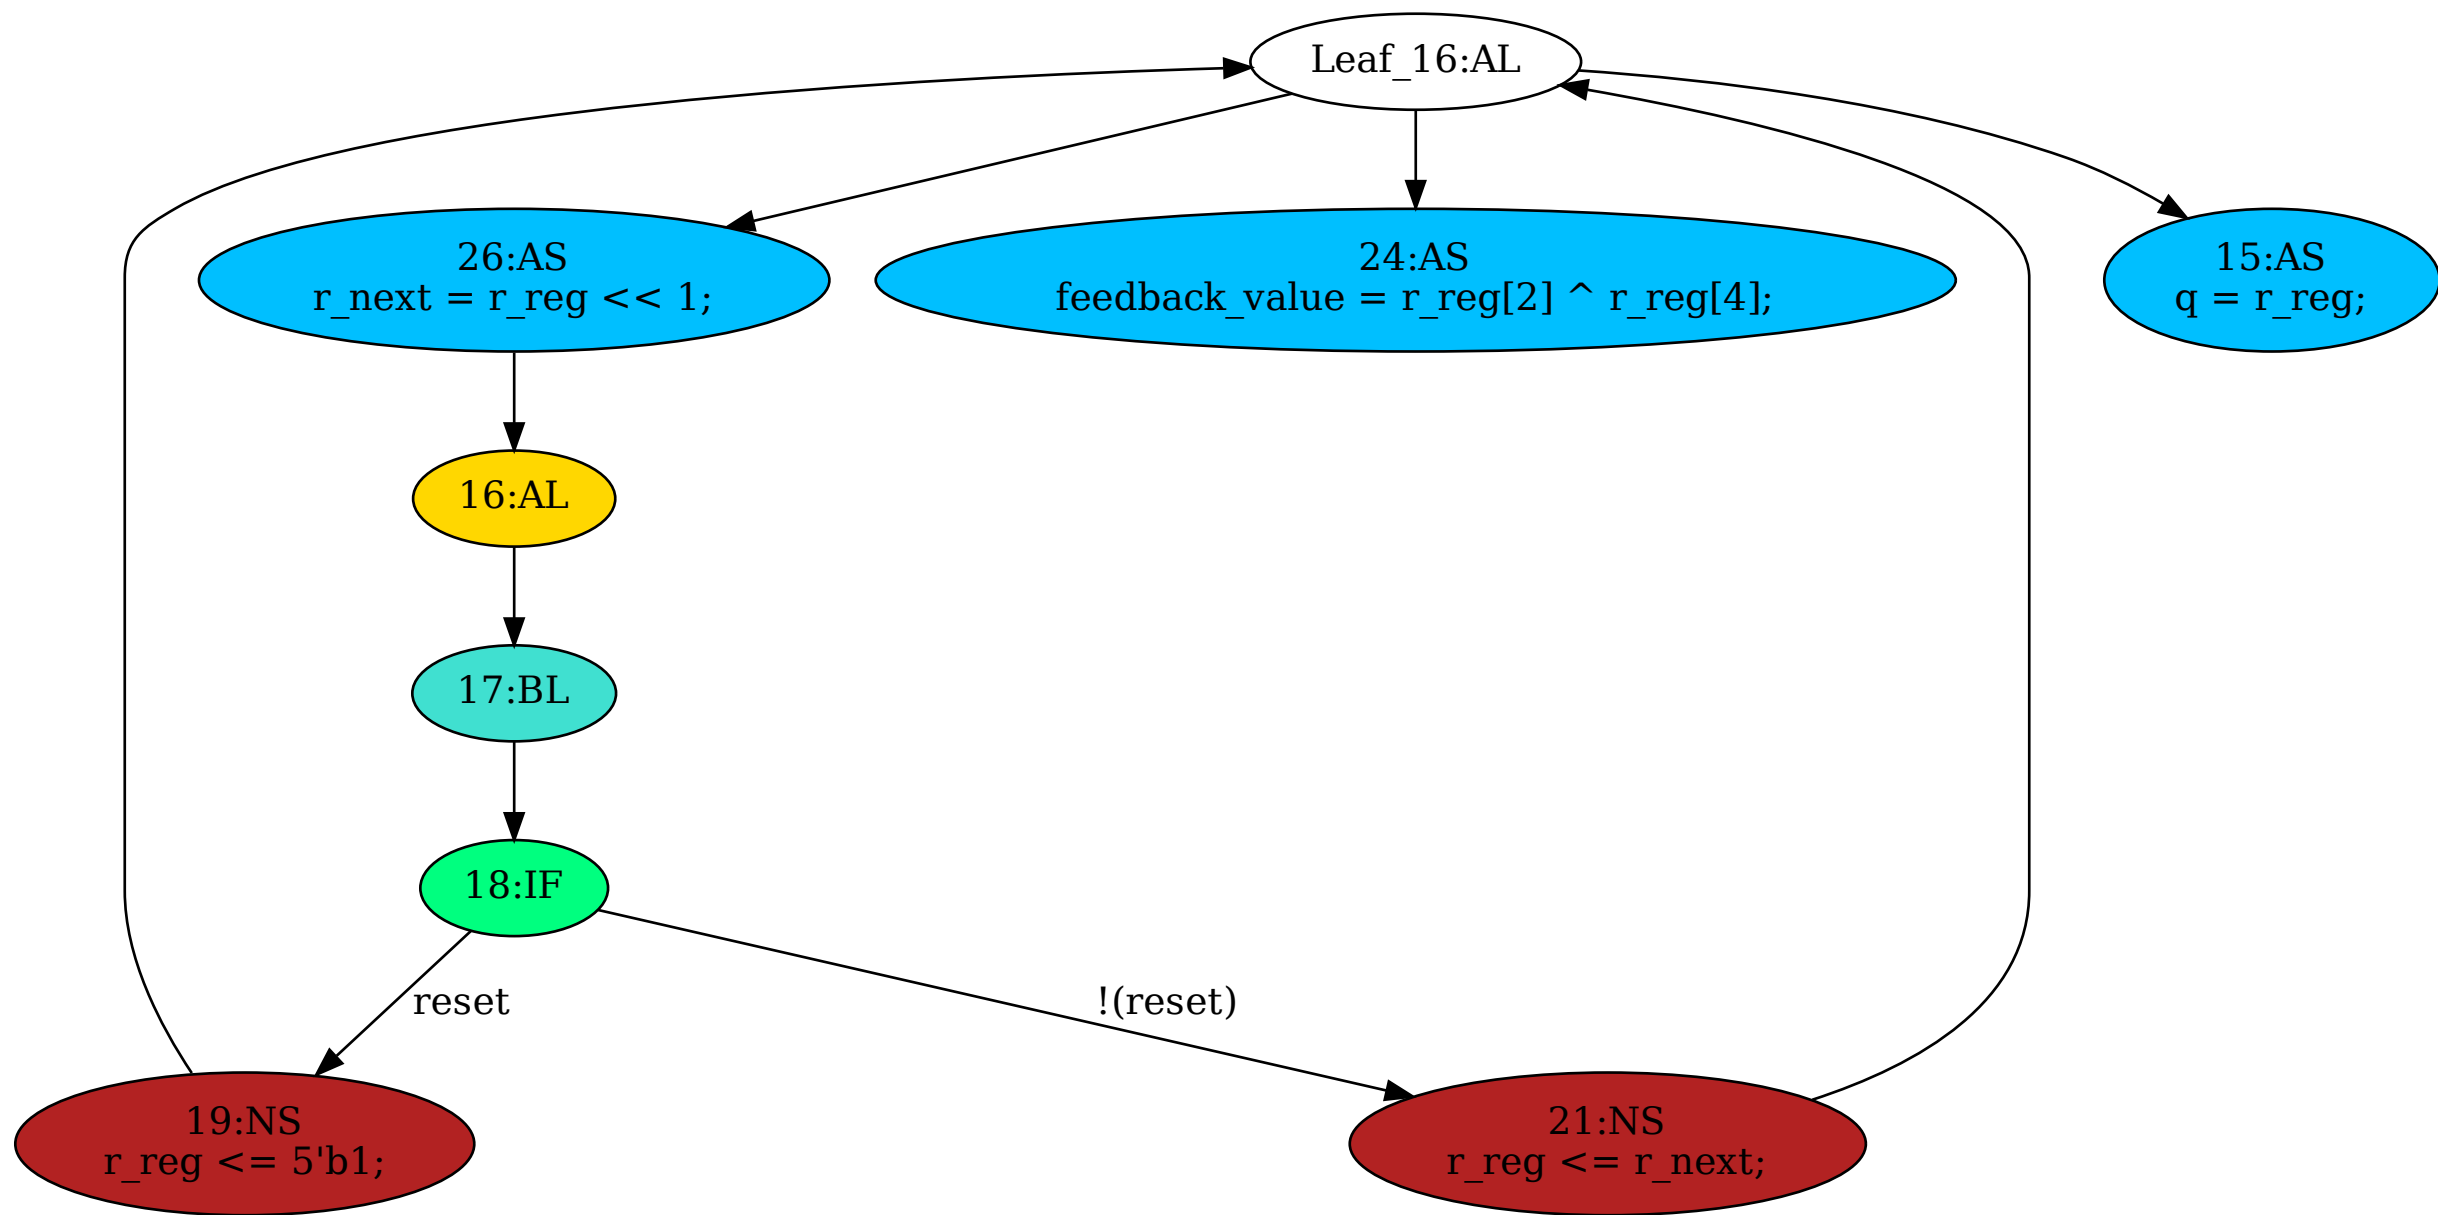 Leaf_16:AL
26:AS
r_next = r_reg << 1;
24:AS
feedback_value = r_reg[2] ^ r_reg[4];
15:AS
q = r_reg;
16:AL
17:BL
18:IF
reset
!(reset)
19:NS
r_reg <= 5'b1;
21:NS
r_reg <= r_next;